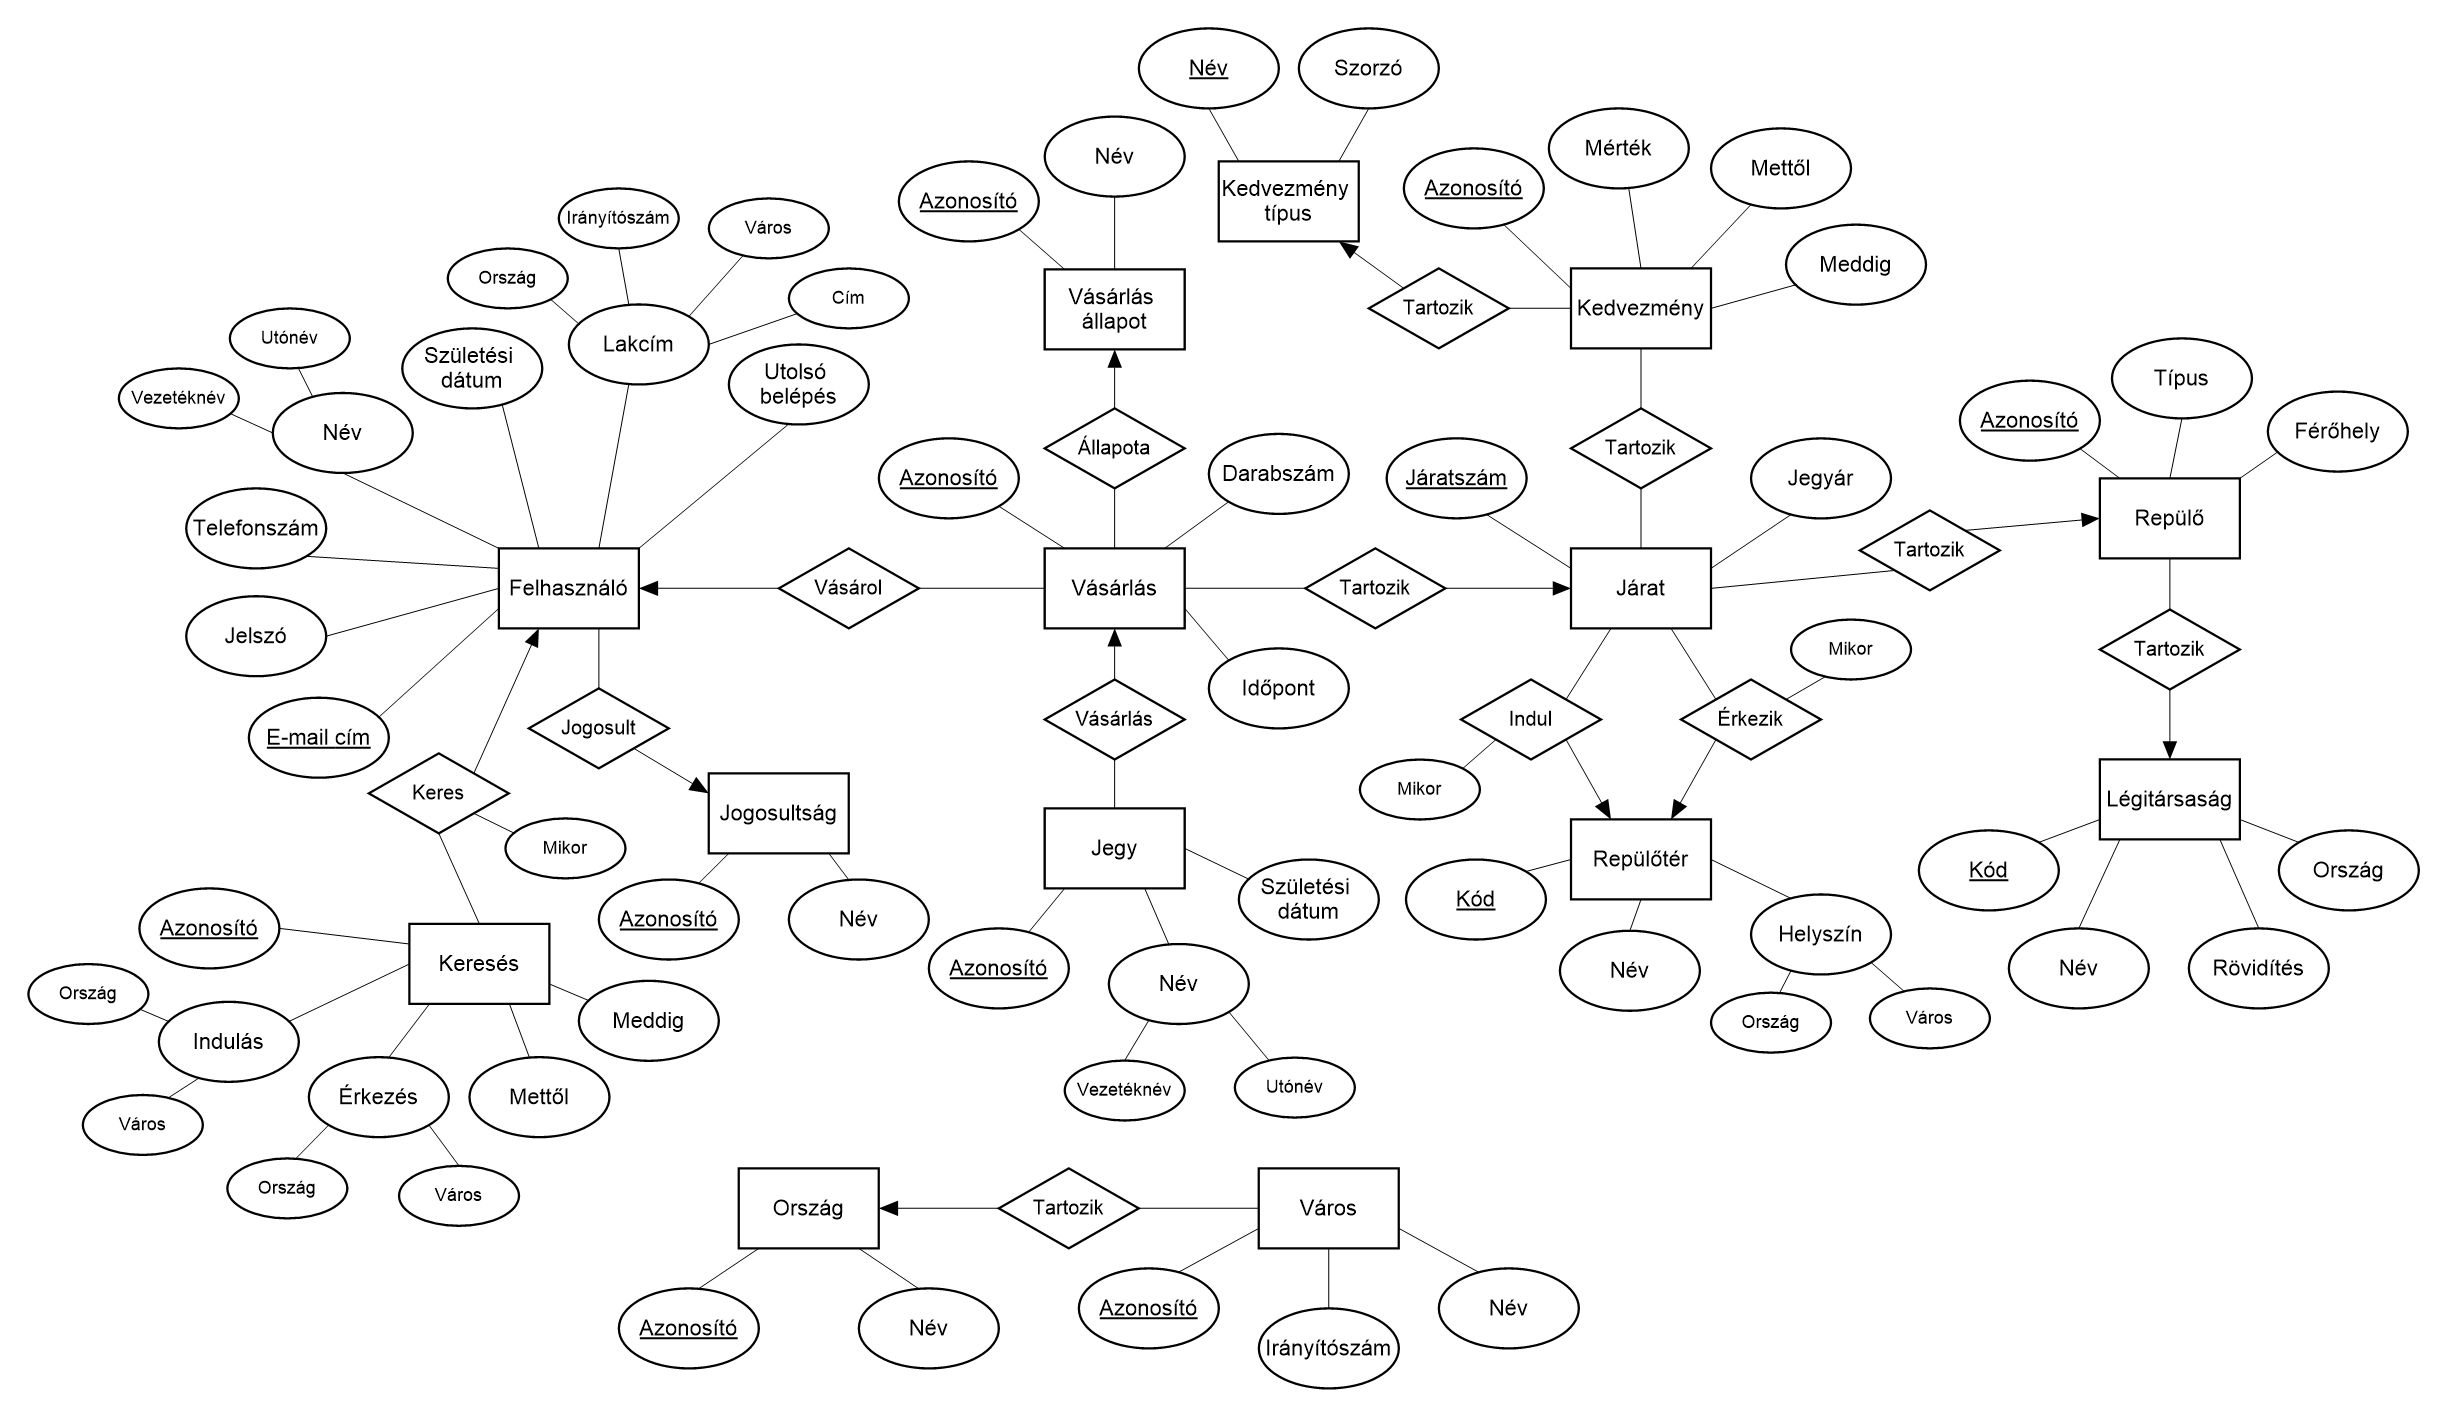 Név
Szorzó
Név
Mérték
Mettől
Azonosító
Azonosító
Kedvezmény
típus
Meddig
Irányítószám
Város
Ország
Cím
Vásárlás
állapot
Tartozik
Kedvezmény
Utónév
Születési
dátum
Lakcím
Utolsó
belépés
Vezetéknév
Név
Típus
Azonosító
Férőhely
Állapota
Tartozik
Azonosító
Darabszám
Járatszám
Jegyár
Telefonszám
Repülő
Tartozik
Felhasználó
Vásárol
Vásárlás
Tartozik
Járat
Jelszó
Mikor
Tartozik
Időpont
E-mail cím
Jogosult
Vásárlás
Indul
Érkezik
Keres
Mikor
Légitársaság
Jogosultság
Mikor
Jegy
Repülőtér
Kód
Ország
Azonosító
Név
Születési
dátum
Kód
Azonosító
Helyszín
Keresés
Azonosító
Név
Név
Név
Rövidítés
Ország
Meddig
Ország
Város
Indulás
Érkezés
Mettől
Vezetéknév
Utónév
Város
Ország
Város
Ország
Tartozik
Város
Azonosító
Név
Azonosító
Irányítószám
Név